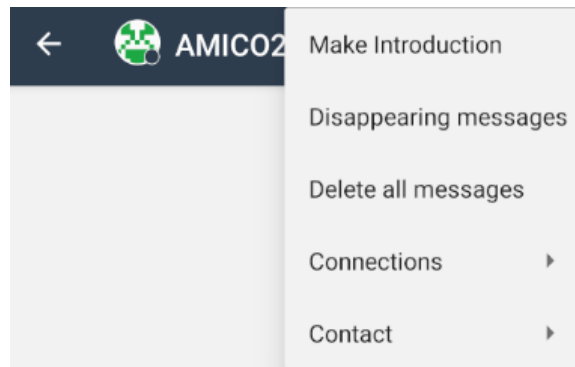 AMICO2
Make Introduction
Disappearing messages
Delete all messages
Connections
Contact